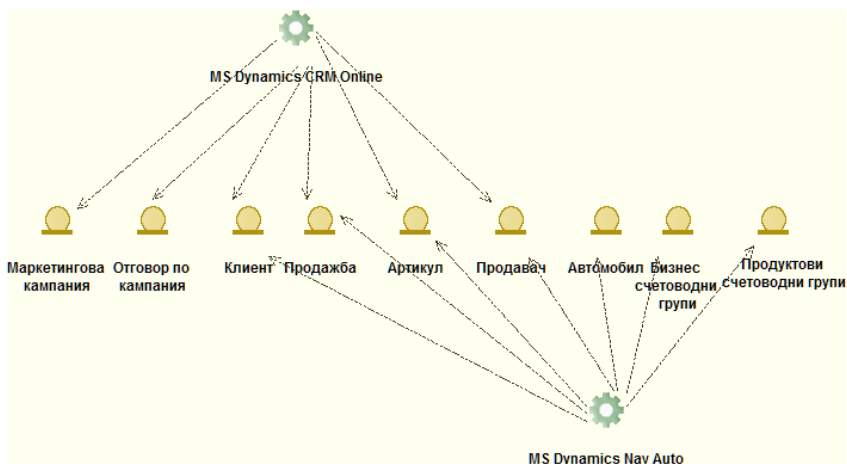 MS Dynamics CRM Online
Маркетингова
кампания
Отговор по
кампания
Клиент
Продажба
Артикул
Продавач
Автомобил
Бизнес
счетоводни
групи
Продуктови
счетоводни групи
MS Dynamics Nav Auto